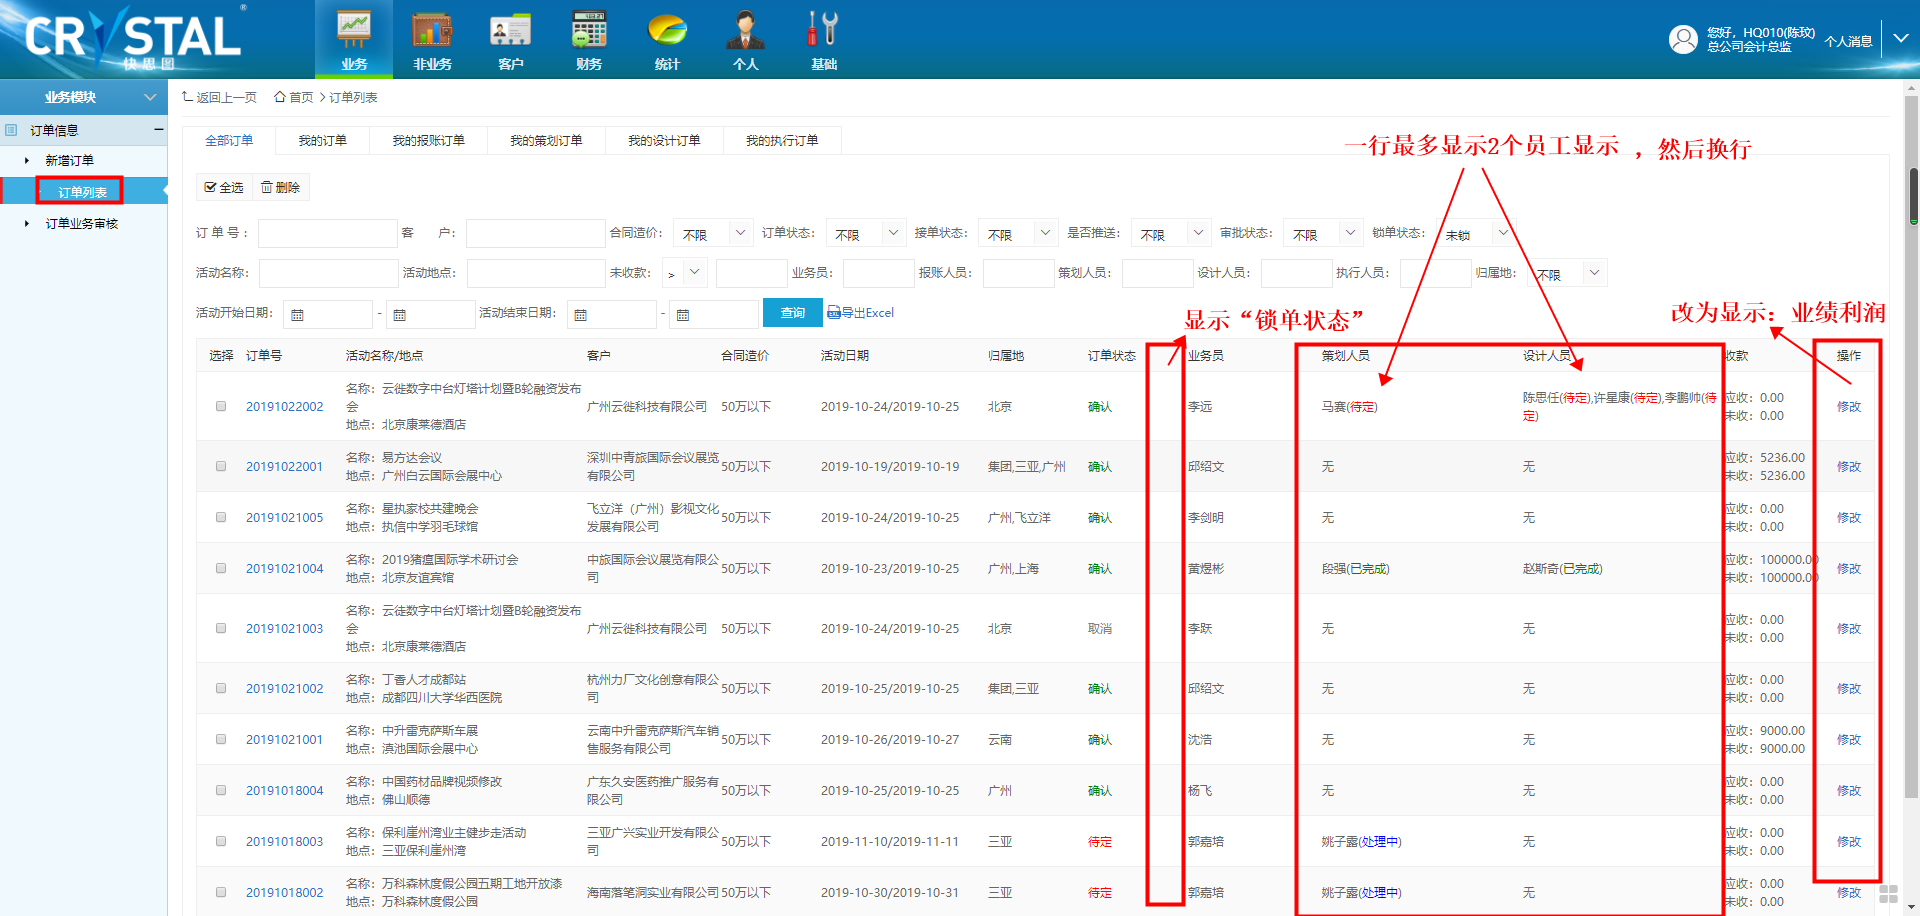 CRYSTAL ®
快思图
业务
非业务
客户
财务
统计
个人
基础
您好，HQ010(陈玟)
总公司会计总监
个人消息
业务模块
订单信息
新增订单
订单列表
订单业务审核
返回上一页 首页 > 订单列表
全部订单 我的订单 我的报账订单 我的策划订单 我的设计订单 我的执行订单
一行最多显示2个员工显示 ，然后换行
全选 删除
订 单 号： 客 户： 合同造价： 不限 订单状态： 不限 接单状态： 不限 是否推送： 不限 审批状态： 不限 锁单状态： 未锁
活动名称： 活动地点： 未收款： > 业务员： 报账人员： 策划人员： 设计人员： 执行人员： 归属地： 不限
活动开始日期： - 活动结束日期： - 查询 导出Excel
显示“锁单状态”
改为显示：业绩利润
选择 订单号 活动名称/地点 客户 合同造价 活动日期 归属地 订单状态 业务员 策划人员 设计人员 收款 操作
名称：云徙数字中台灯塔计划暨B轮融资发布
会
地点：北京康莱德酒店
20191022002 广州云徙科技有限公司 50万以下 2019-10-24/2019-10-25 北京 确认 李远 马赛(待定)
陈思任(待定),许星康(待定),李鹏帅(待
定)
应收：0.00
未收：0.00
修改
20191022001
名称：易方达会议
地点：广州白云国际会展中心
深圳中青旅国际会议展览
有限公司
50万以下 2019-10-19/2019-10-19 集团,三亚,广州 确认 邱绍文 无 无
应收：5236.00
未收：5236.00
修改
20191021005
名称：星执家校共建晚会
地点：执信中学羽毛球馆
飞立洋（广州）影视文化
发展有限公司
50万以下 2019-10-24/2019-10-25 广州,飞立洋 确认 李剑明 无 无
应收：0.00
未收：0.00
修改
20191021004
名称：2019猪瘟国际学术研讨会
地点：北京友谊宾馆
中旅国际会议展览有限公
司
50万以下 2019-10-23/2019-10-25 广州,上海 确认 黄煜彬 段强(已完成) 赵斯奇(已完成)
应收：100000.00
未收：100000.00
修改
20191021003
名称：云徙数字中台灯塔计划暨B轮融资发布
会
地点：北京康莱德酒店
广州云徙科技有限公司 50万以下 2019-10-24/2019-10-25 北京 取消 李跃 无 无
应收：0.00
未收：0.00
修改
20191021002
名称：丁香人才成都站
地点：成都四川大学华西医院
杭州力厂文化创意有限公
司
50万以下 2019-10-25/2019-10-25 集团,三亚 确认 邱绍文 无 无
应收：0.00
未收：0.00
修改
20191021001
名称：中升雷克萨斯车展
地点：滇池国际会展中心
云南中升雷克萨斯汽车销
售服务有限公司
50万以下 2019-10-26/2019-10-27 云南 确认 沈浩 无 无
应收：9000.00
未收：9000.00
修改
20191018004
名称：中国药材品牌视频修改
地点：佛山顺德
广东久安医药推广服务有
限公司
50万以下 2019-10-25/2019-10-25 广州 确认 杨飞 无 无
应收：0.00
未收：0.00
修改
20191018003
名称：保利崖州湾业主健步走活动
地点：三亚保利崖州湾
三亚广兴实业开发有限公
司
50万以下 2019-11-10/2019-11-11 三亚 待定 郭嘉培 姚子露(处理中) 无
应收：0.00
未收：0.00
修改
20191018002
名称：万科森林度假公园五期工地开放漆
地点：万科森林度假公园
海南落笔洞实业有限公司 50万以下 2019-10-30/2019-10-31 三亚 待定 郭嘉培 姚子露(处理中) 无
应收：0.00
未收：0.00
修改